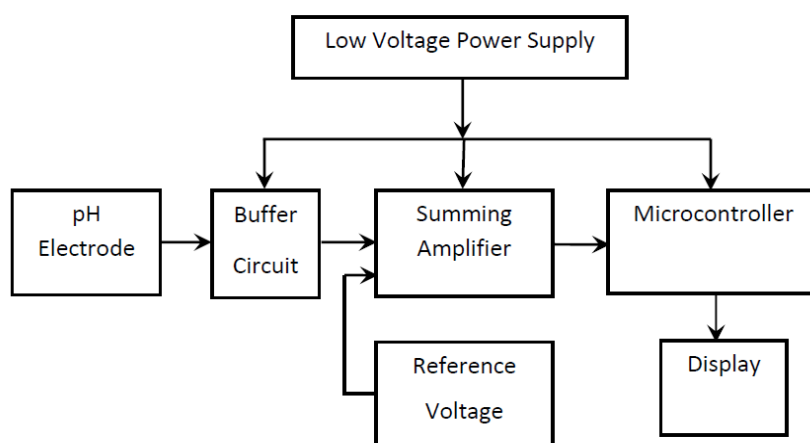 Low Voltage Power Supply
pH
Electrode
Buffer
Circuit
Summing
Amplifier
Microcontroller
Reference
Voltage
Display